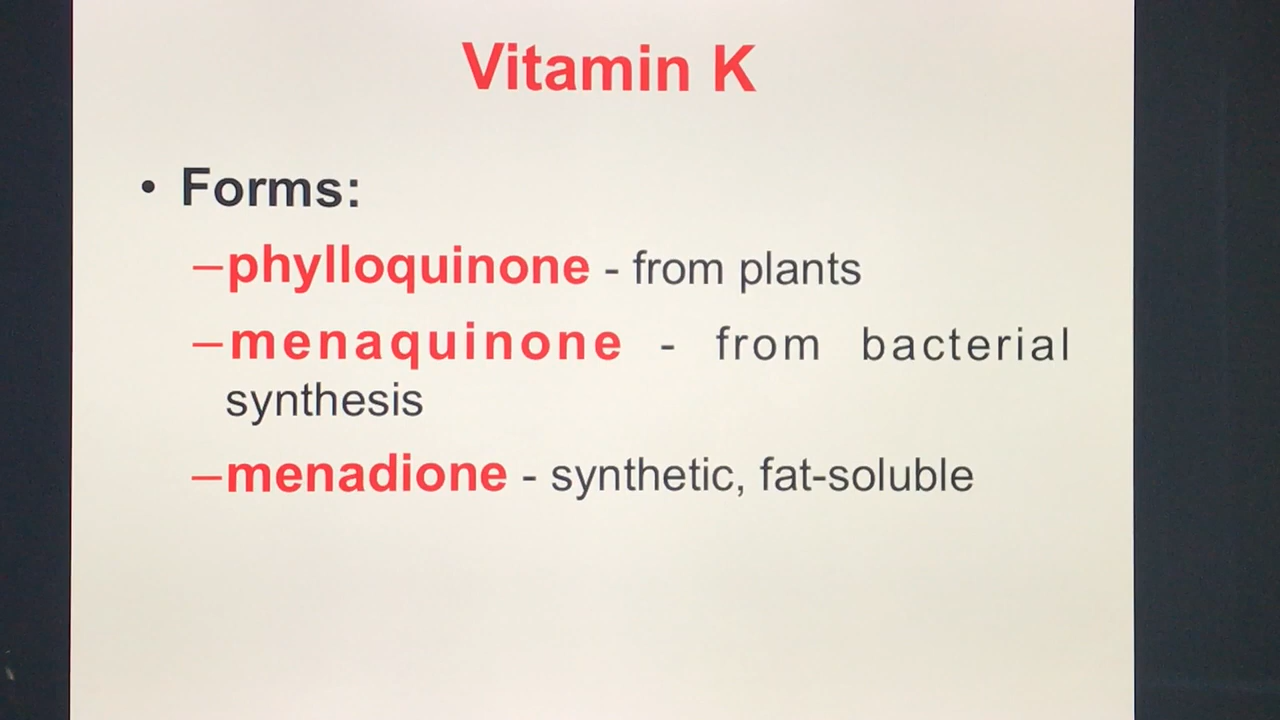 Vitamin K
• Forms:
–phylloquinone - from plants
–menaquinone - from bacterial
synthesis
–menadione - synthetic, fat-soluble